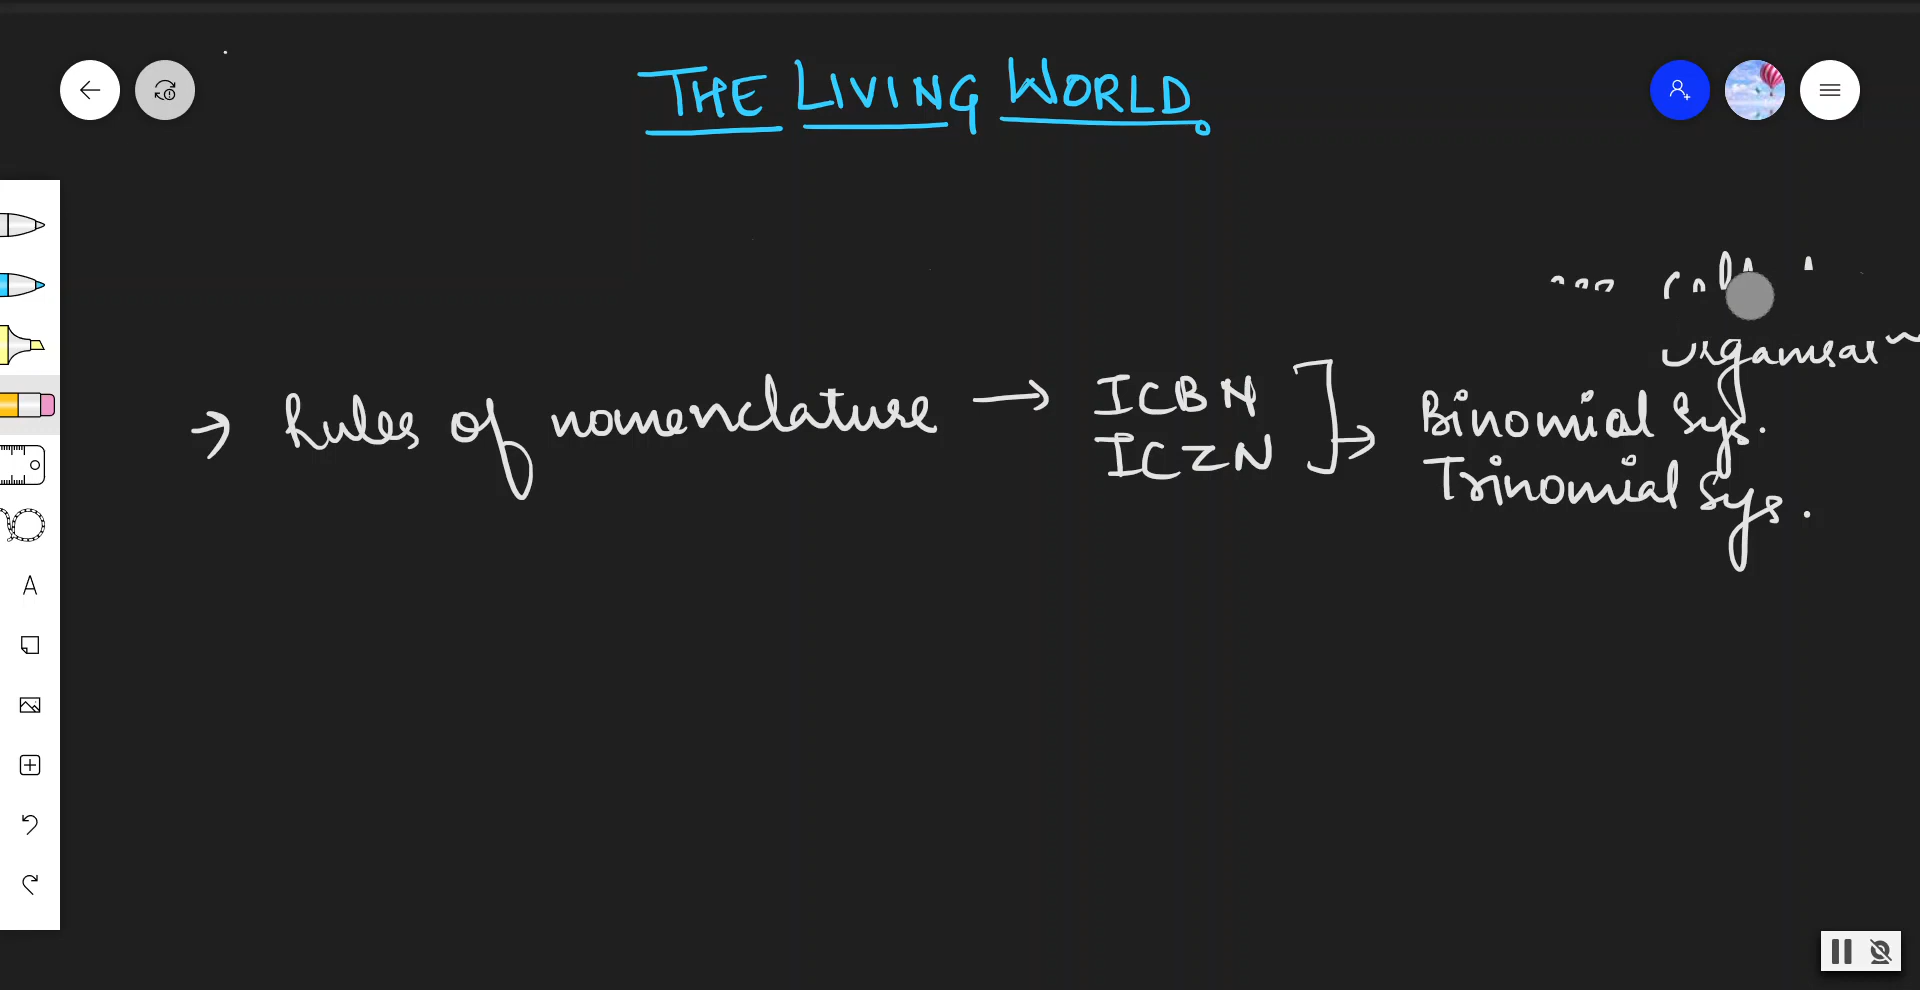 THE LIVING WORLD.
→ Rules of nomenclature → ICBN
ICZN
→ Binomial Sys.
Trinomial Sys.
A